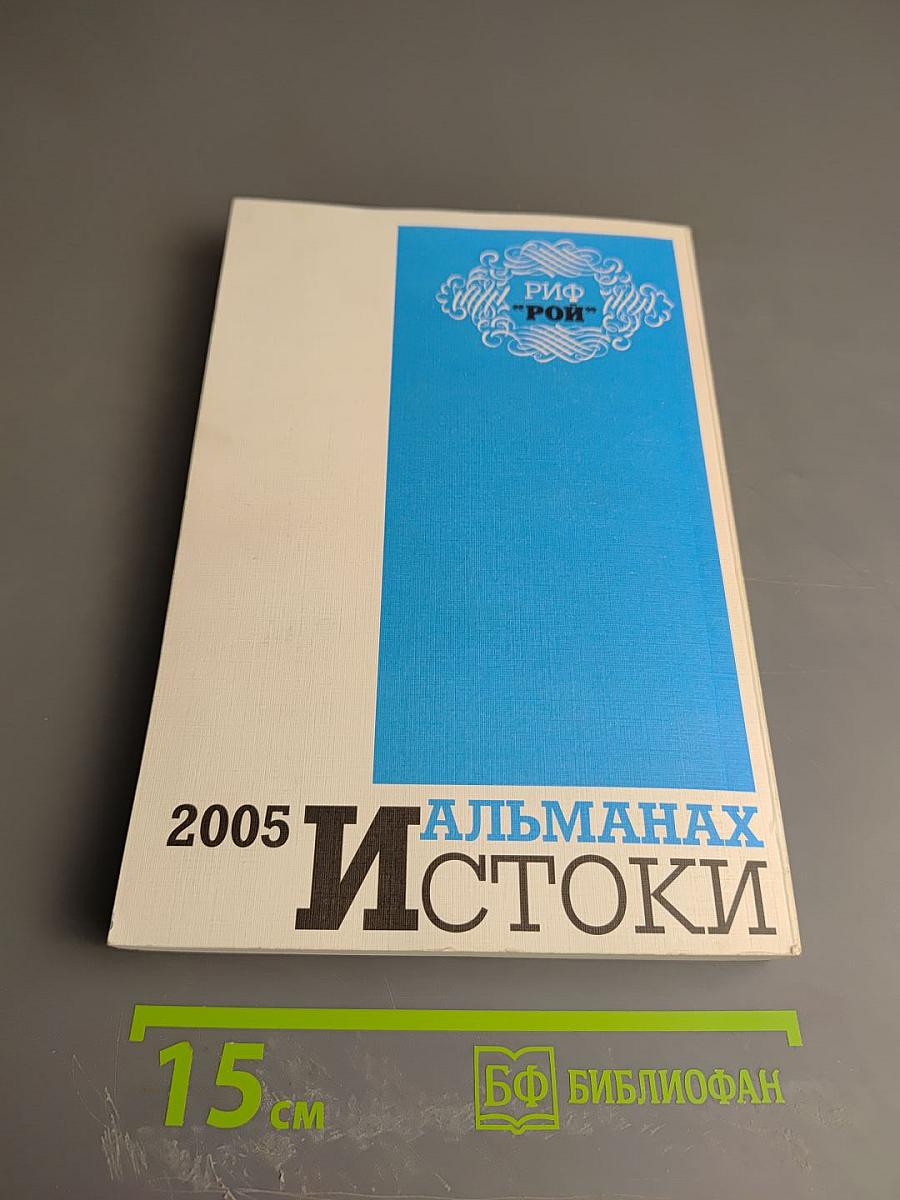 РИФ
"РОЙ"
2005
АЛЬМАНАХ
ИСТОКИ
15 см
БФ БИБЛИОФАН